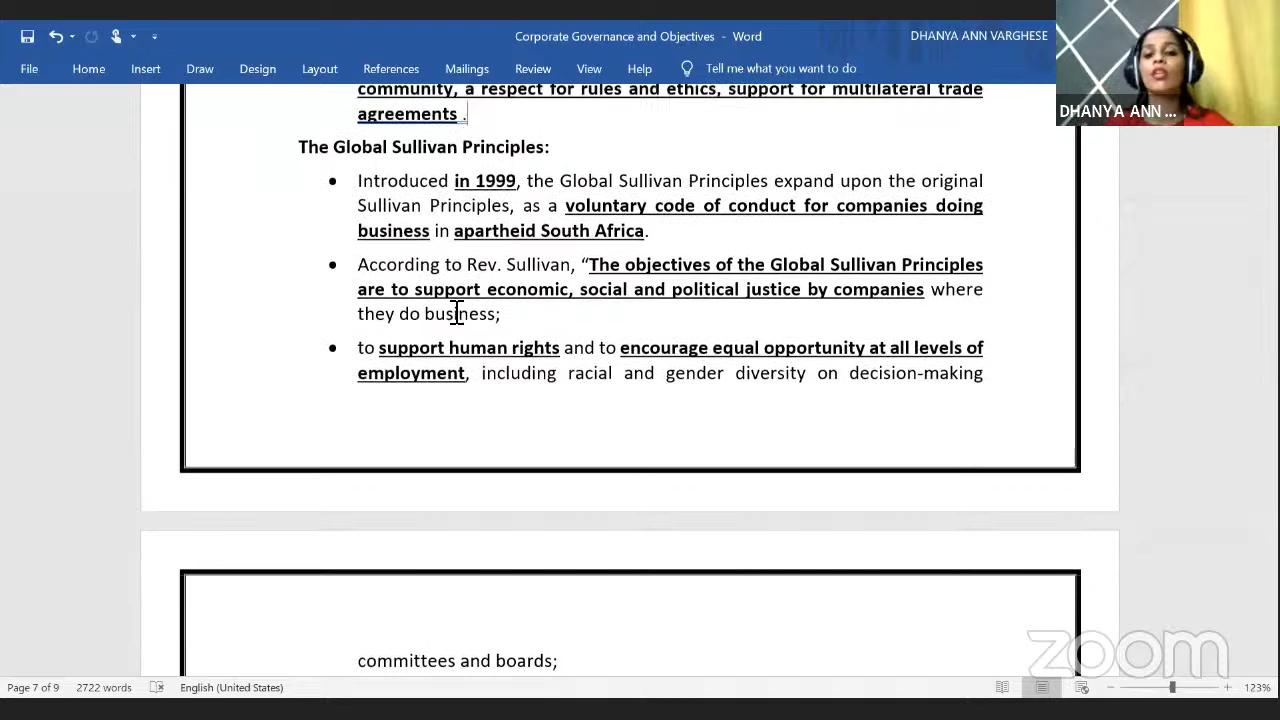 Corporate Governance and Objectives - Word
DHANYA ANN VARGHESE
File Home Insert Draw Design Layout References Mailings Review View Help Tell me what you want to do
DHANYA ANN ...
community, a respect for rules and ethics, support for multilateral trade
agreements .
The Global Sullivan Principles:
• Introduced in 1999, the Global Sullivan Principles expand upon the original
Sullivan Principles, as a voluntary code of conduct for companies doing
business in apartheid South Africa.
• According to Rev. Sullivan, “The objectives of the Global Sullivan Principles
are to support economic, social and political justice by companies where
they do business;
• to support human rights and to encourage equal opportunity at all levels of
employment, including racial and gender diversity on decision-making
committees and boards;
zoom
Page 7 of 9 2722 words English (United States) 123%